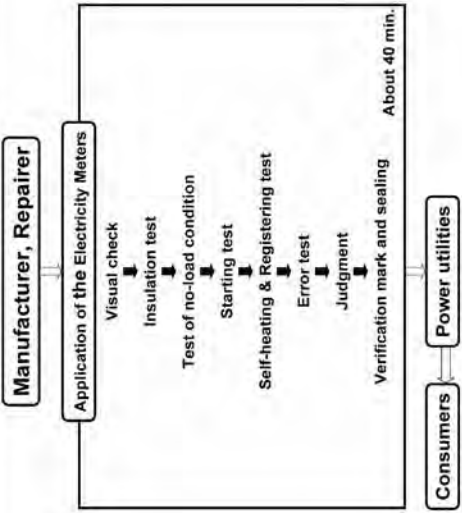 Manufacturer, Repairer
Application of the Electricity Meters
Visual check
Insulation test
Test of no-load condition
Starting test
Self-heating & Registering test
Error test
Judgment
Verification mark and sealing
About 40 min.
Power utilities
Consumers